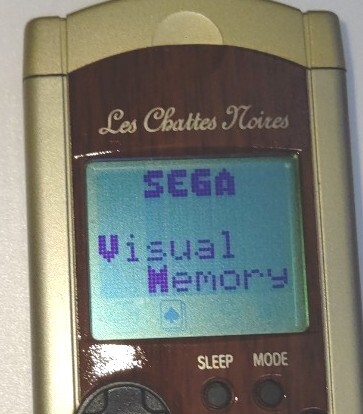 Les Chattes Noires
SEGA
Visual
Memory
SLEEP MODE